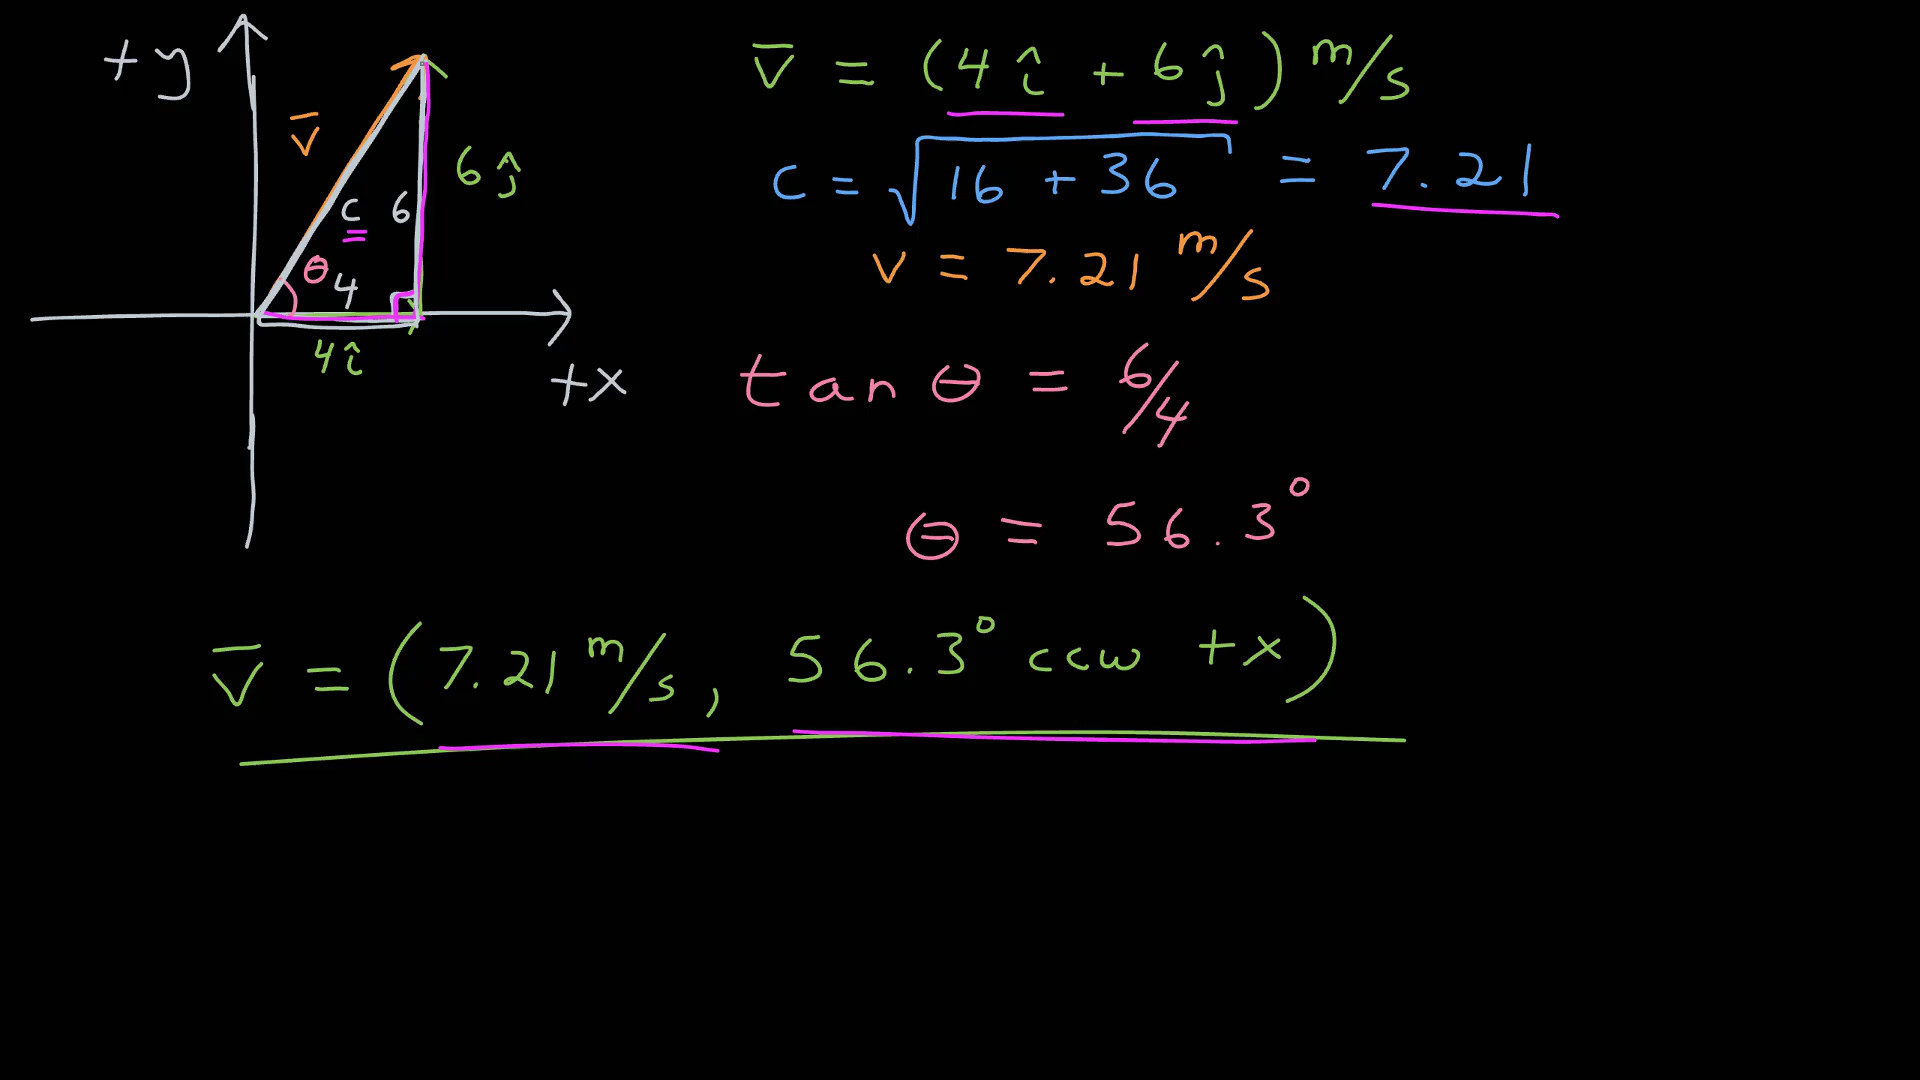 +y
v̅
6ĵ
c 6
θ 4
4î
+x
v̅ = (4î + 6ĵ) m/s
c = √16 + 36 = 7.21
v = 7.21 m/s
tan θ = 6/4
θ = 56.3°
v̅ = (7.21 m/s, 56.3° ccw +x)